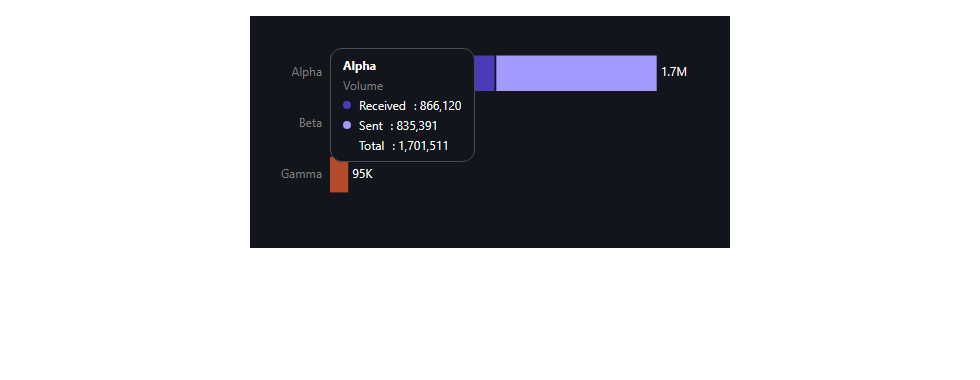 Alpha
Alpha
Volume
Received : 866,120
Sent : 835,391
Total : 1,701,511
1.7M
Beta
Gamma
95K